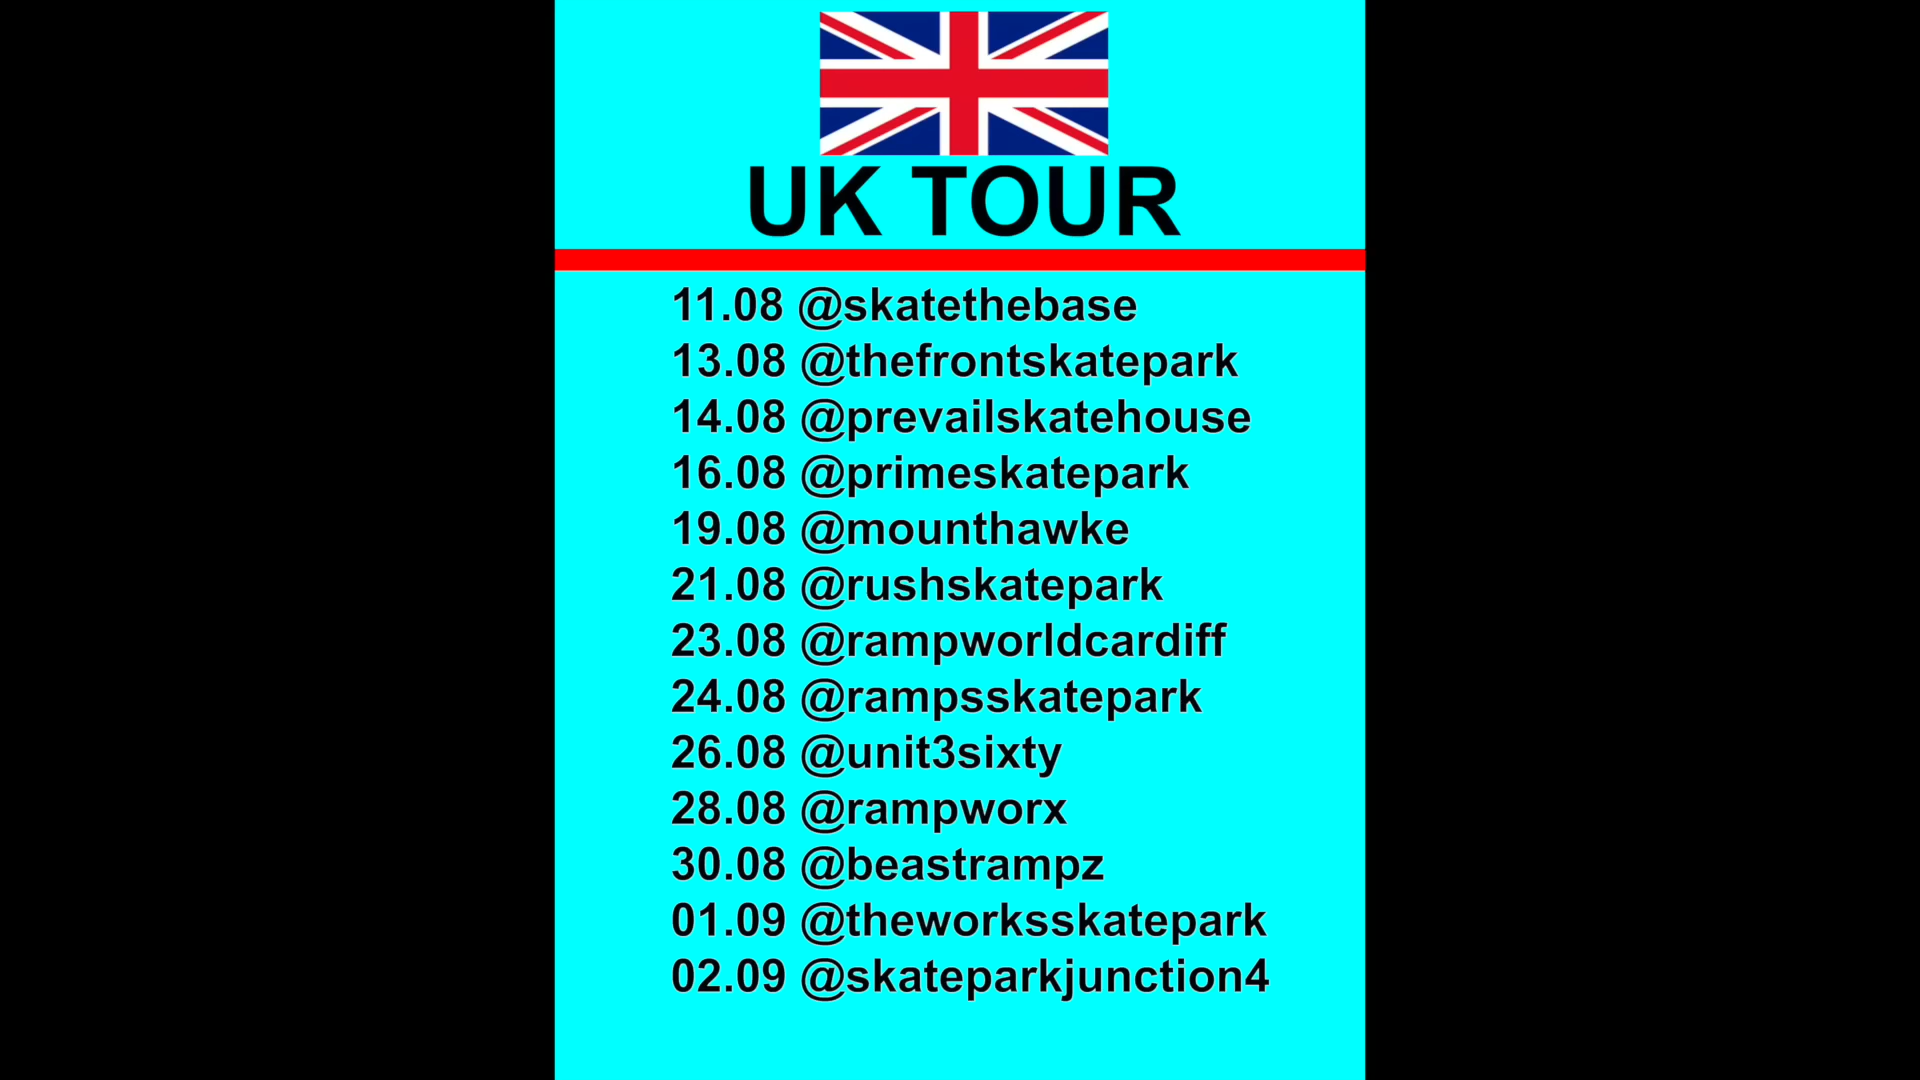 UK TOUR
11.08 @skatethebase
13.08 @thefrontskatepark
14.08 @prevailskatehouse
16.08 @primeskatepark
19.08 @mounthawke
21.08 @rushskatepark
23.08 @rampworldcardiff
24.08 @rampsskatepark
26.08 @unit3sixty
28.08 @rampworx
30.08 @beastrampz
01.09 @theworksskatepark
02.09 @skateparkjunction4